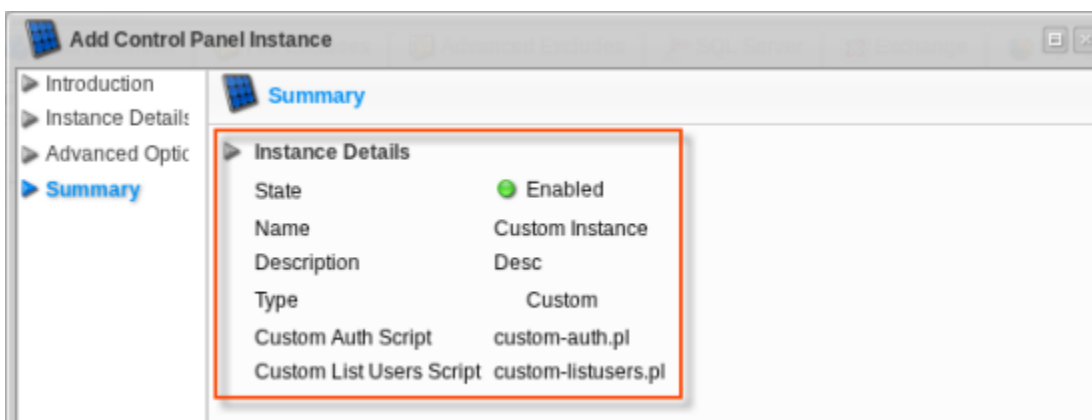 Add Control Panel Instance
Introduction
Instance Details
Advanced Optic
Summary
Summary
Instance Details
State Enabled
Name Custom Instance
Description Desc
Type Custom
Custom Auth Script custom-auth.pl
Custom List Users Script custom-listusers.pl